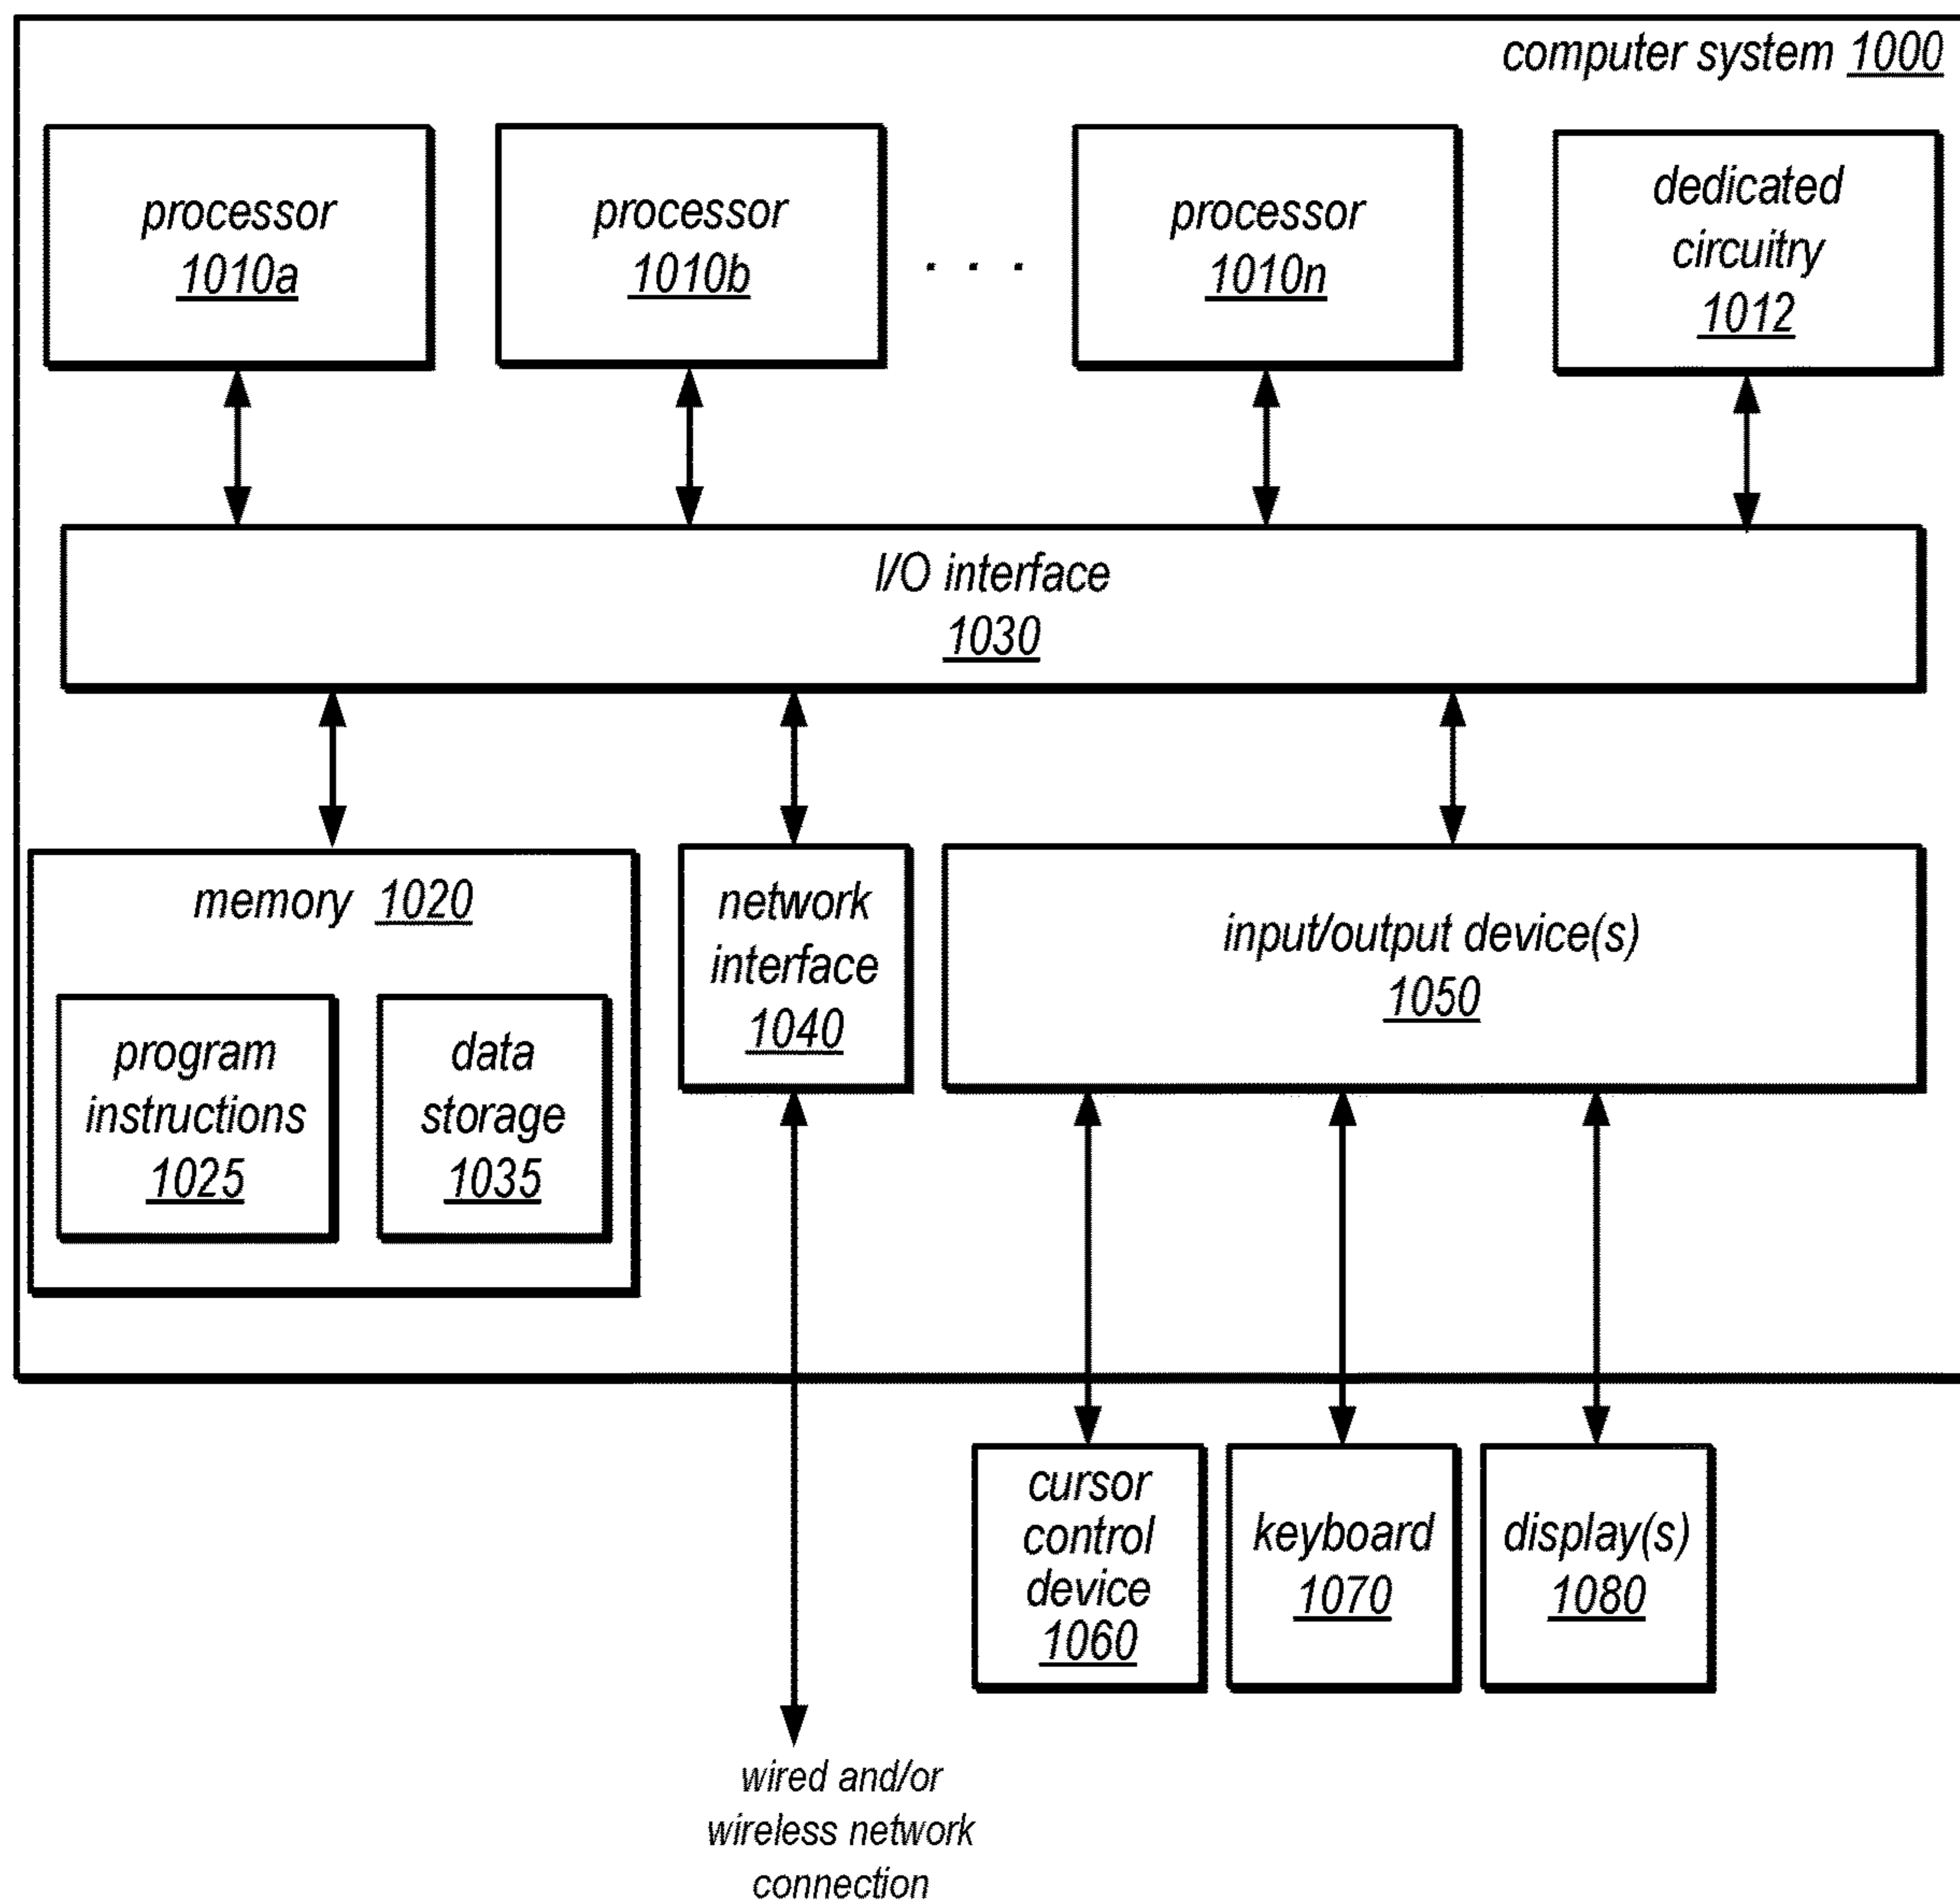 computer system 1000
processor
1010a
processor
1010b
. . .
processor
1010n
dedicated
circuitry
1012
I/O interface
1030
memory 1020
program
instructions
1025
data
storage
1035
network
interface
1040
input/output device(s)
1050
cursor
control
device
1060
keyboard
1070
display(s)
1080
wired and/or
wireless network
connection